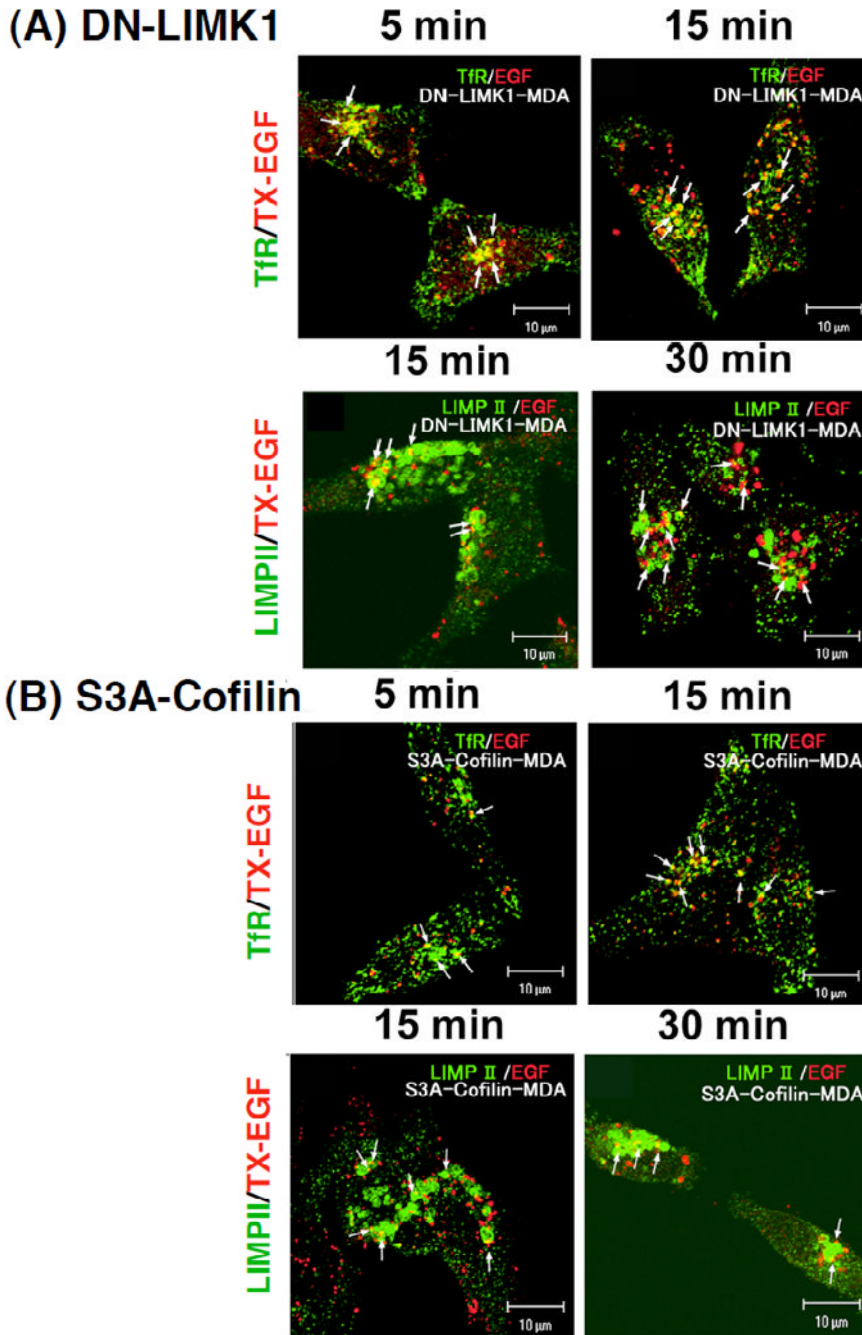 (A) DN-LIMK1 5 min 15 min
TfR/TX-EGF
TfR/EGF
DN-LIMK1-MDA
10 μm
TfR/EGF
DN-LIMK1-MDA
10 μm
15 min 30 min
LIMPII/TX-EGF
LIMP II /EGF
DN-LIMK1-MDA
10 μm
LIMP II /EGF
DN-LIMK1-MDA
10 μm
(B) S3A-Cofilin 5 min 15 min
TfR/TX-EGF
TfR/EGF
S3A-Cofilin-MDA
10 μm
TfR/EGF
S3A-Cofilin-MDA
10 μm
15 min 30 min
LIMPII/TX-EGF
LIMP II /EGF
S3A-Cofilin-MDA
10 μm
LIMP II /EGF
S3A-Cofilin-MDA
10 μm